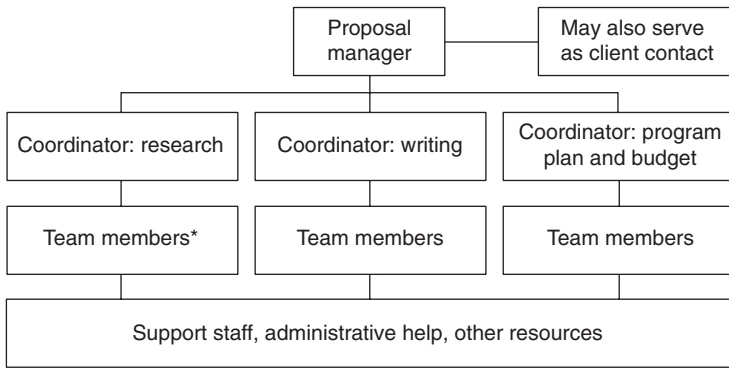 Proposal
manager
May also serve
as client contact
Coordinator: research
Coordinator: writing
Coordinator: program
plan and budget
Team members*
Team members
Team members
Support staff, administrative help, other resources